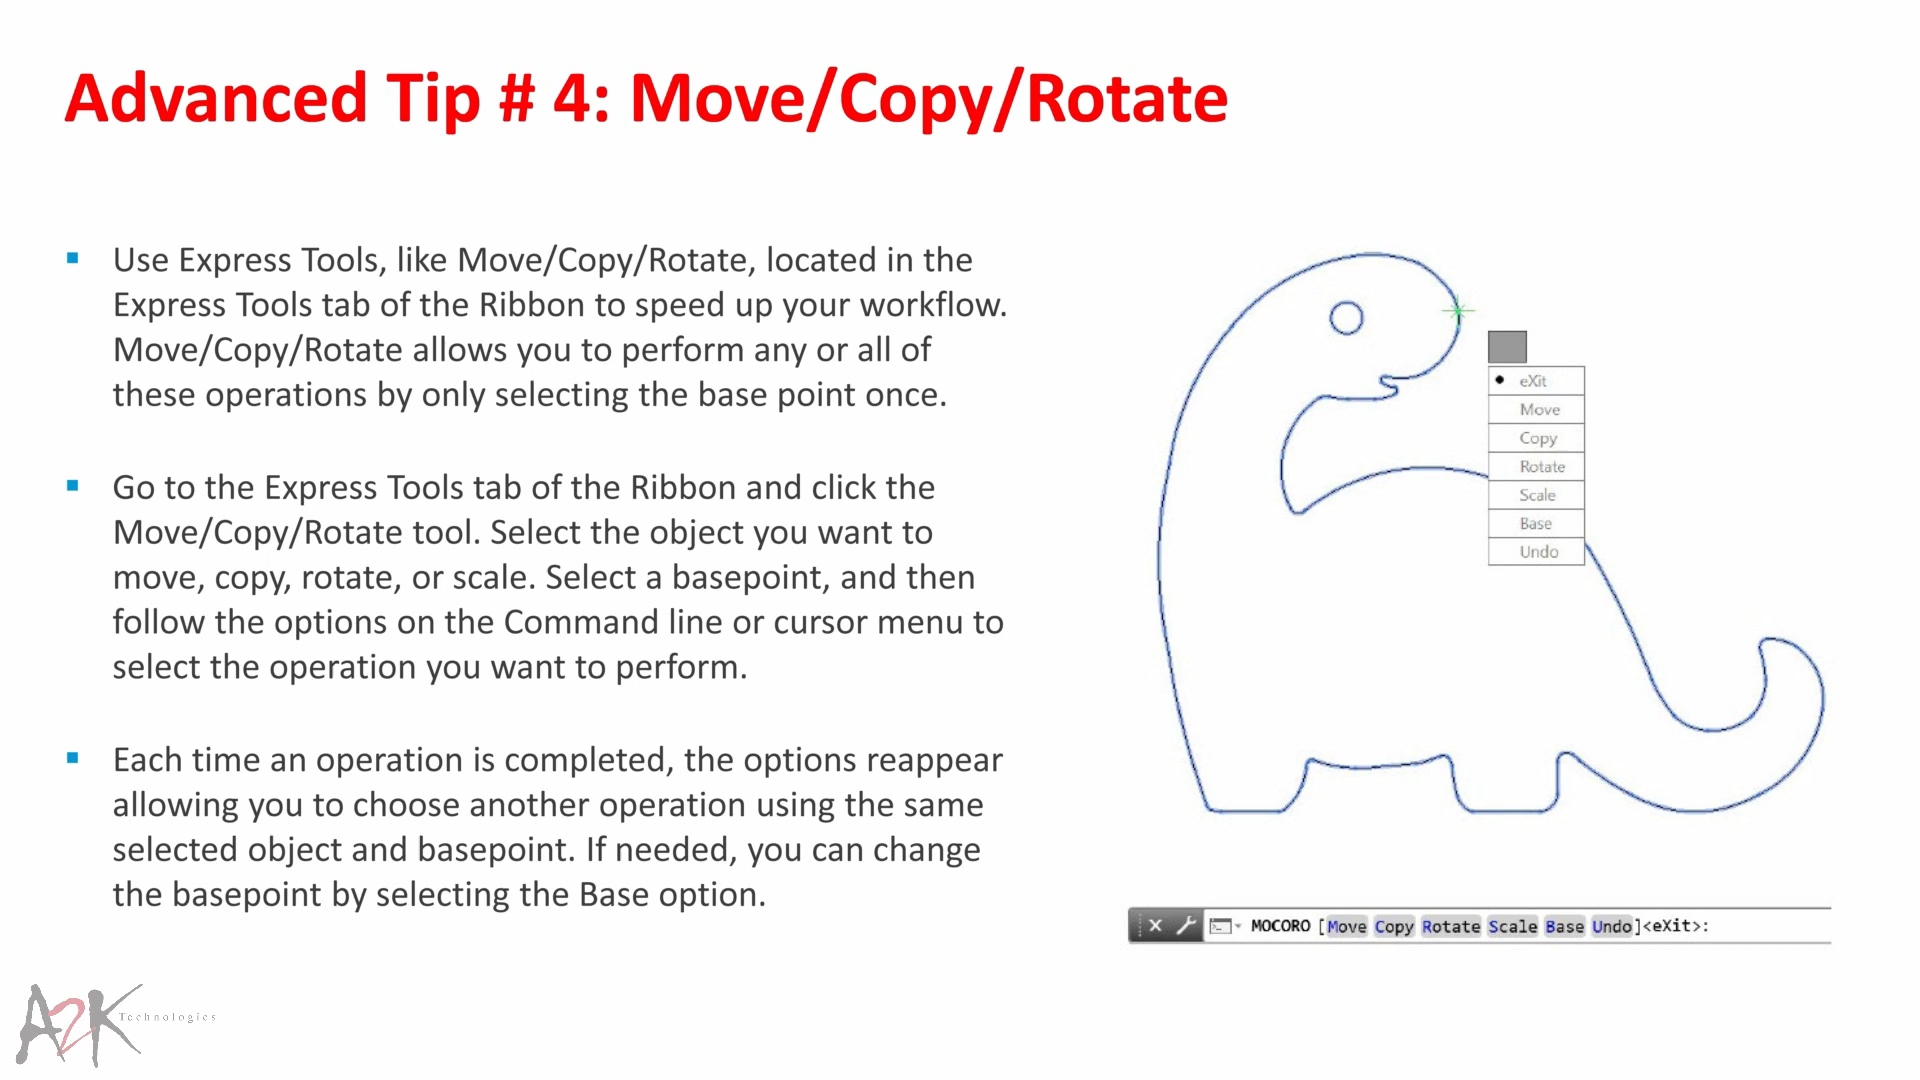 Advanced Tip # 4: Move/Copy/Rotate
Use Express Tools, like Move/Copy/Rotate, located in the
Express Tools tab of the Ribbon to speed up your workflow.
Move/Copy/Rotate allows you to perform any or all of
these operations by only selecting the base point once.
Go to the Express Tools tab of the Ribbon and click the
Move/Copy/Rotate tool. Select the object you want to
move, copy, rotate, or scale. Select a basepoint, and then
follow the options on the Command line or cursor menu to
select the operation you want to perform.
Each time an operation is completed, the options reappear
allowing you to choose another operation using the same
selected object and basepoint. If needed, you can change
the basepoint by selecting the Base option.
eXit
Move
Copy
Rotate
Scale
Base
Undo
MOCORO [Move Copy Rotate Scale Base Undo]<eXit>:
A2K Technologies